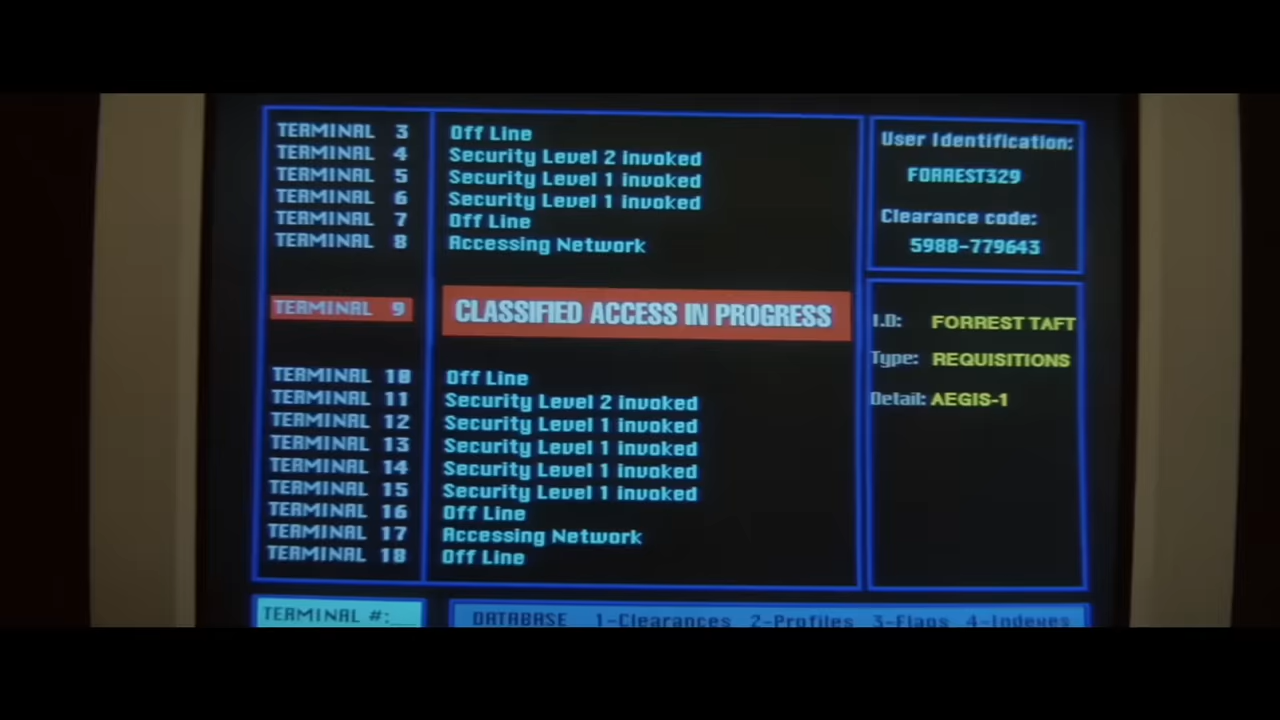 TERMINAL 3 Off Line
TERMINAL 4 Security Level 2 invoked
TERMINAL 5 Security Level 1 invoked
TERMINAL 6 Security Level 1 invoked
TERMINAL 7 Off Line
TERMINAL 8 Accessing Network
TERMINAL 9 CLASSIFIED ACCESS IN PROGRESS
TERMINAL 10 Off Line
TERMINAL 11 Security Level 2 invoked
TERMINAL 12 Security Level 1 invoked
TERMINAL 13 Security Level 1 invoked
TERMINAL 14 Security Level 1 invoked
TERMINAL 15 Security Level 1 invoked
TERMINAL 16 Off Line
TERMINAL 17 Accessing Network
TERMINAL 18 Off Line
User Identification:
FORREST329
Clearance code:
5988-779643
I.D: FORREST TAFT
Type: REQUISITIONS
Detail: AEGIS-1
TERMINAL #:__
DATABASE 1-Clearances 2-Profiles 3-Flags 4-Indexes